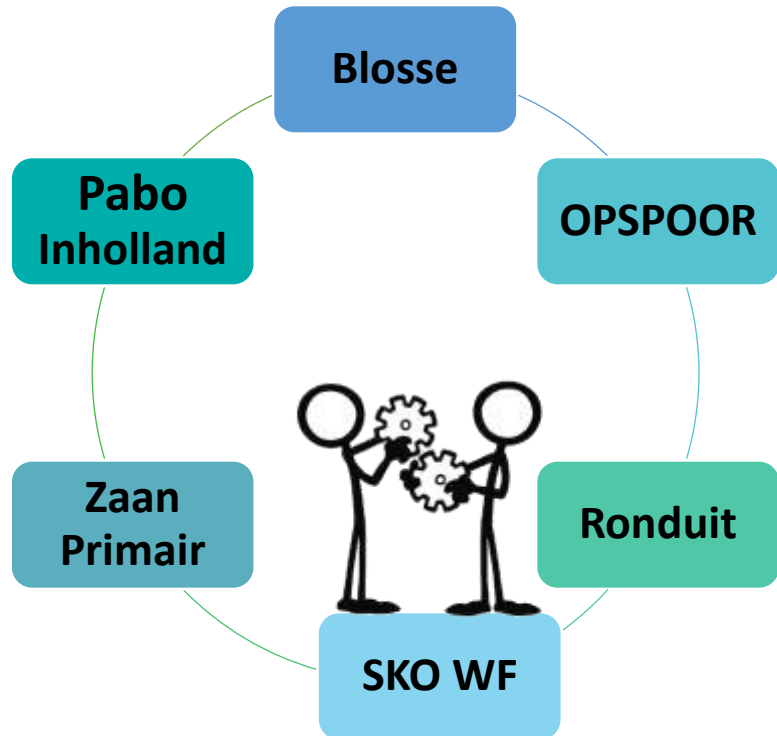 Blosse
Pabo
Inholland
OPSPOOR
Zaan
Primair
Ronduit
SKO WF